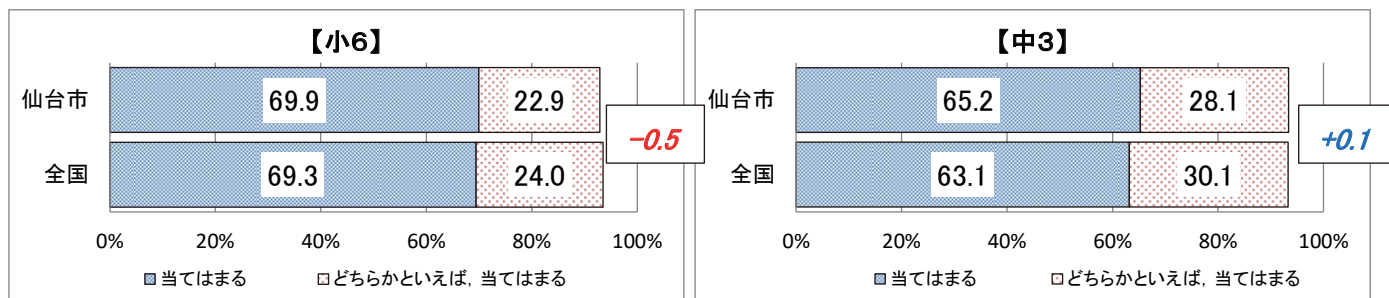 【小6】
仙台市
69.9
22.9
全国
69.3
24.0
-0.5
0%
20%
40%
60%
80%
100%
当てはまる
どちらかといえば，当てはまる
【中3】
仙台市
65.2
28.1
全国
63.1
30.1
+0.1
0%
20%
40%
60%
80%
100%
当てはまる
どちらかといえば，当てはまる